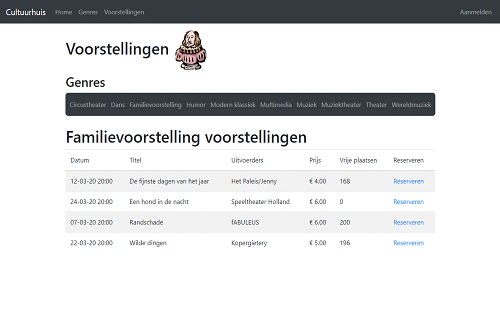 Cultuurhuis Home Genres Voorstellingen Aanmelden
Voorstellingen
Genres
Circustheater Dans Familievoorstelling Humor Modern klassiek Multimedia Muziek Muziektheater Theater Wereldmuziek
Familievoorstelling voorstellingen
Datum Titel Uitvoerders Prijs Vrije plaatsen Reserveren
12-03-20 20:00 De fijnste dagen van het jaar Het Paleis/Jenny € 4.00 168 Reserveren
24-03-20 20:00 Een hond in de nacht Speeltheater Holland € 6.00 0 Reserveren
07-03-20 20:00 Randschade fABULEUS € 6.00 200 Reserveren
22-03-20 20:00 Wilde dingen Kopergietery € 5.00 196 Reserveren